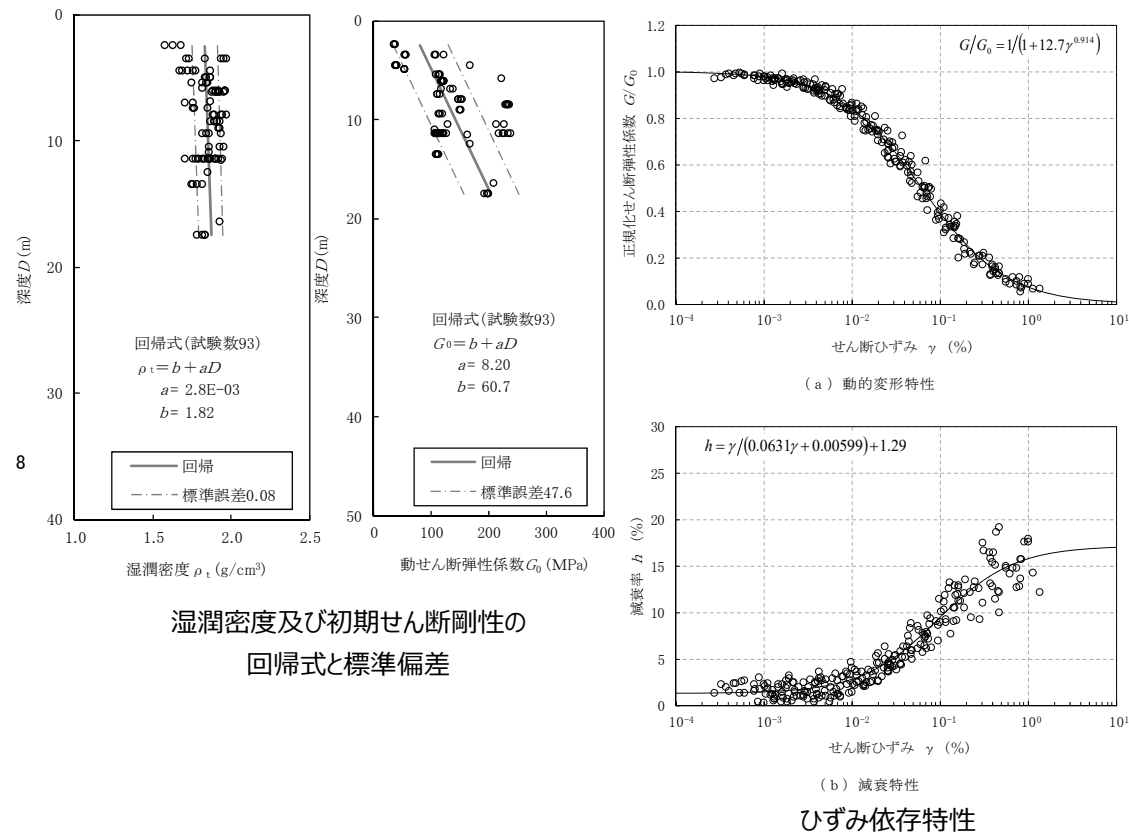 0
10
20
30
40
深度D(m)
回帰式(試験数93)
ρt=b+aD
a= 2.8E-03
b= 1.82
回帰
標準誤差0.08
1.0
1.5
2.0
2.5
湿潤密度 ρt (g/cm³)
0
10
20
30
40
50
深度D(m)
回帰式(試験数93)
G0=b+aD
a= 8.20
b= 60.7
回帰
標準誤差47.6
0
100
200
300
400
動せん断弾性係数G0 (MPa)
8
湿潤密度及び初期せん断剛性の
回帰式と標準偏差
G/G0 =1/(1+12.7γ^0.914)
1.2
1.0
0.8
0.6
0.4
0.2
0.0
正規化せん断弾性係数 G/G0
10⁻⁴
10⁻³
10⁻²
10⁻¹
10⁰
10¹
せん断ひずみ γ (%)
(a) 動的変形特性
h=γ/(0.0631γ+0.00599)+1.29
30
25
20
15
10
5
0
減衰率 h (%)
10⁻⁴
10⁻³
10⁻²
10⁻¹
10⁰
10¹
せん断ひずみ γ (%)
(b) 減衰特性
ひずみ依存特性